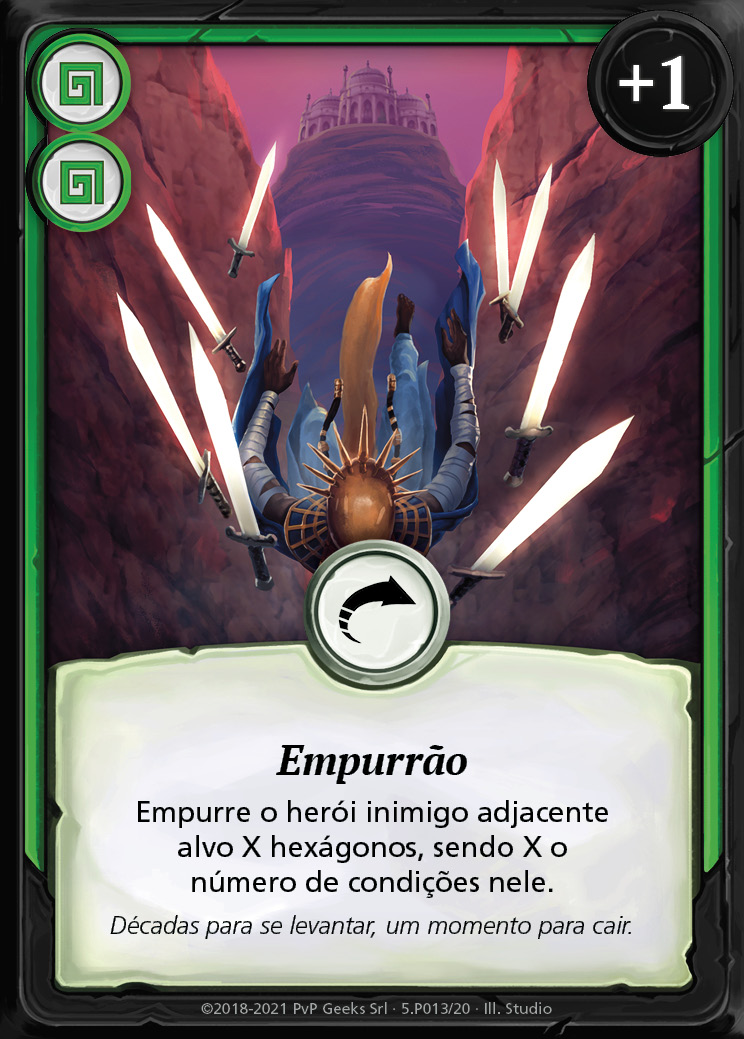 +1
Empurrão
Empurre o herói inimigo adjacente
alvo X hexágonos, sendo X o
número de condições nele.
Décadas para se levantar, um momento para cair.
©2018-2021 PvP Geeks Srl · 5.P013/20 · Ill. Studio